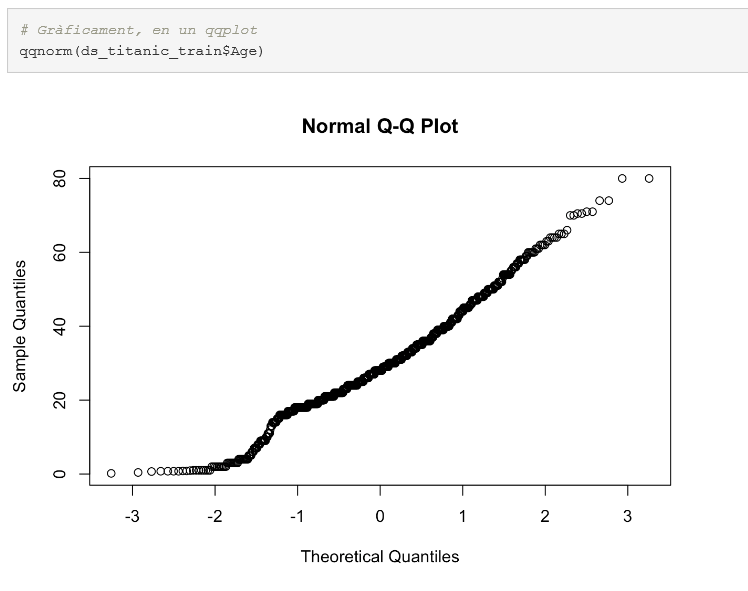 # Gràficament, en un qqplot
qqnorm(ds_titanic_train$Age)
Normal Q-Q Plot
80
60
40
20
0
Sample Quantiles
-3 -2 -1 0 1 2 3
Theoretical Quantiles